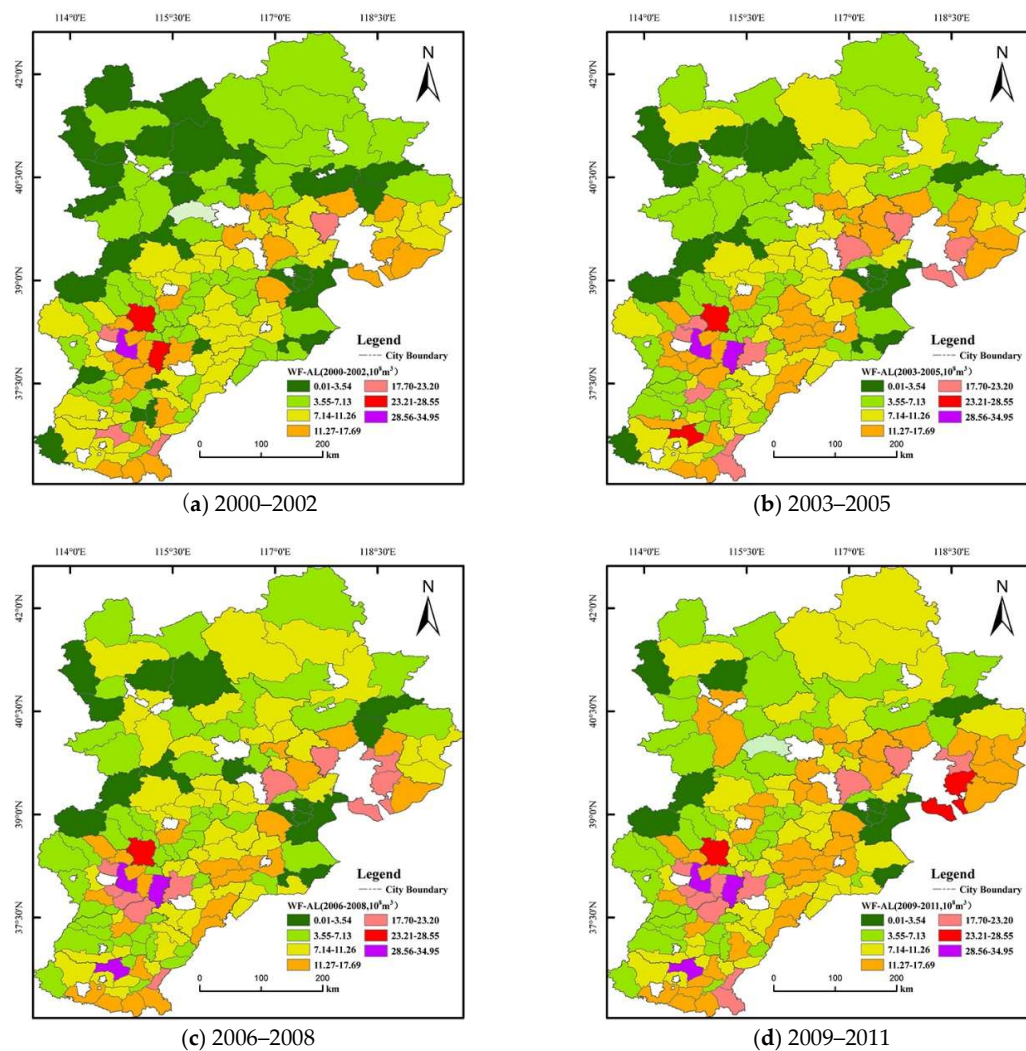 114°0'E 115°30'E 117°0'E 118°30'E
42°0'N
40°30'N
39°0'N
37°30'N
N
Legend
City Boundary
WF-AL(2000-2002,10⁸m³)
0.01-3.54 17.70-23.20
3.55-7.13 23.21-28.55
7.14-11.26 28.56-34.95
11.27-17.69
0 100 200
km
(a) 2000–2002
114°0'E 115°30'E 117°0'E 118°30'E
42°0'N
40°30'N
39°0'N
37°30'N
N
Legend
City Boundary
WF-AL(2003-2005,10⁸m³)
0.01-3.54 17.70-23.20
3.55-7.13 23.21-28.55
7.14-11.26 28.56-34.95
11.27-17.69
0 100 200
km
(b) 2003–2005
114°0'E 115°30'E 117°0'E 118°30'E
42°0'N
40°30'N
39°0'N
37°30'N
N
Legend
City Boundary
WF-AL(2006-2008,10⁸m³)
0.01-3.54 17.70-23.20
3.55-7.13 23.21-28.55
7.14-11.26 28.56-34.95
11.27-17.69
0 100 200
km
(c) 2006–2008
114°0'E 115°30'E 117°0'E 118°30'E
42°0'N
40°30'N
39°0'N
37°30'N
N
Legend
City Boundary
WF-AL(2009-2011,10⁸m³)
0.01-3.54 17.70-23.20
3.55-7.13 23.21-28.55
7.14-11.26 28.56-34.95
11.27-17.69
0 100 200
km
(d) 2009–2011